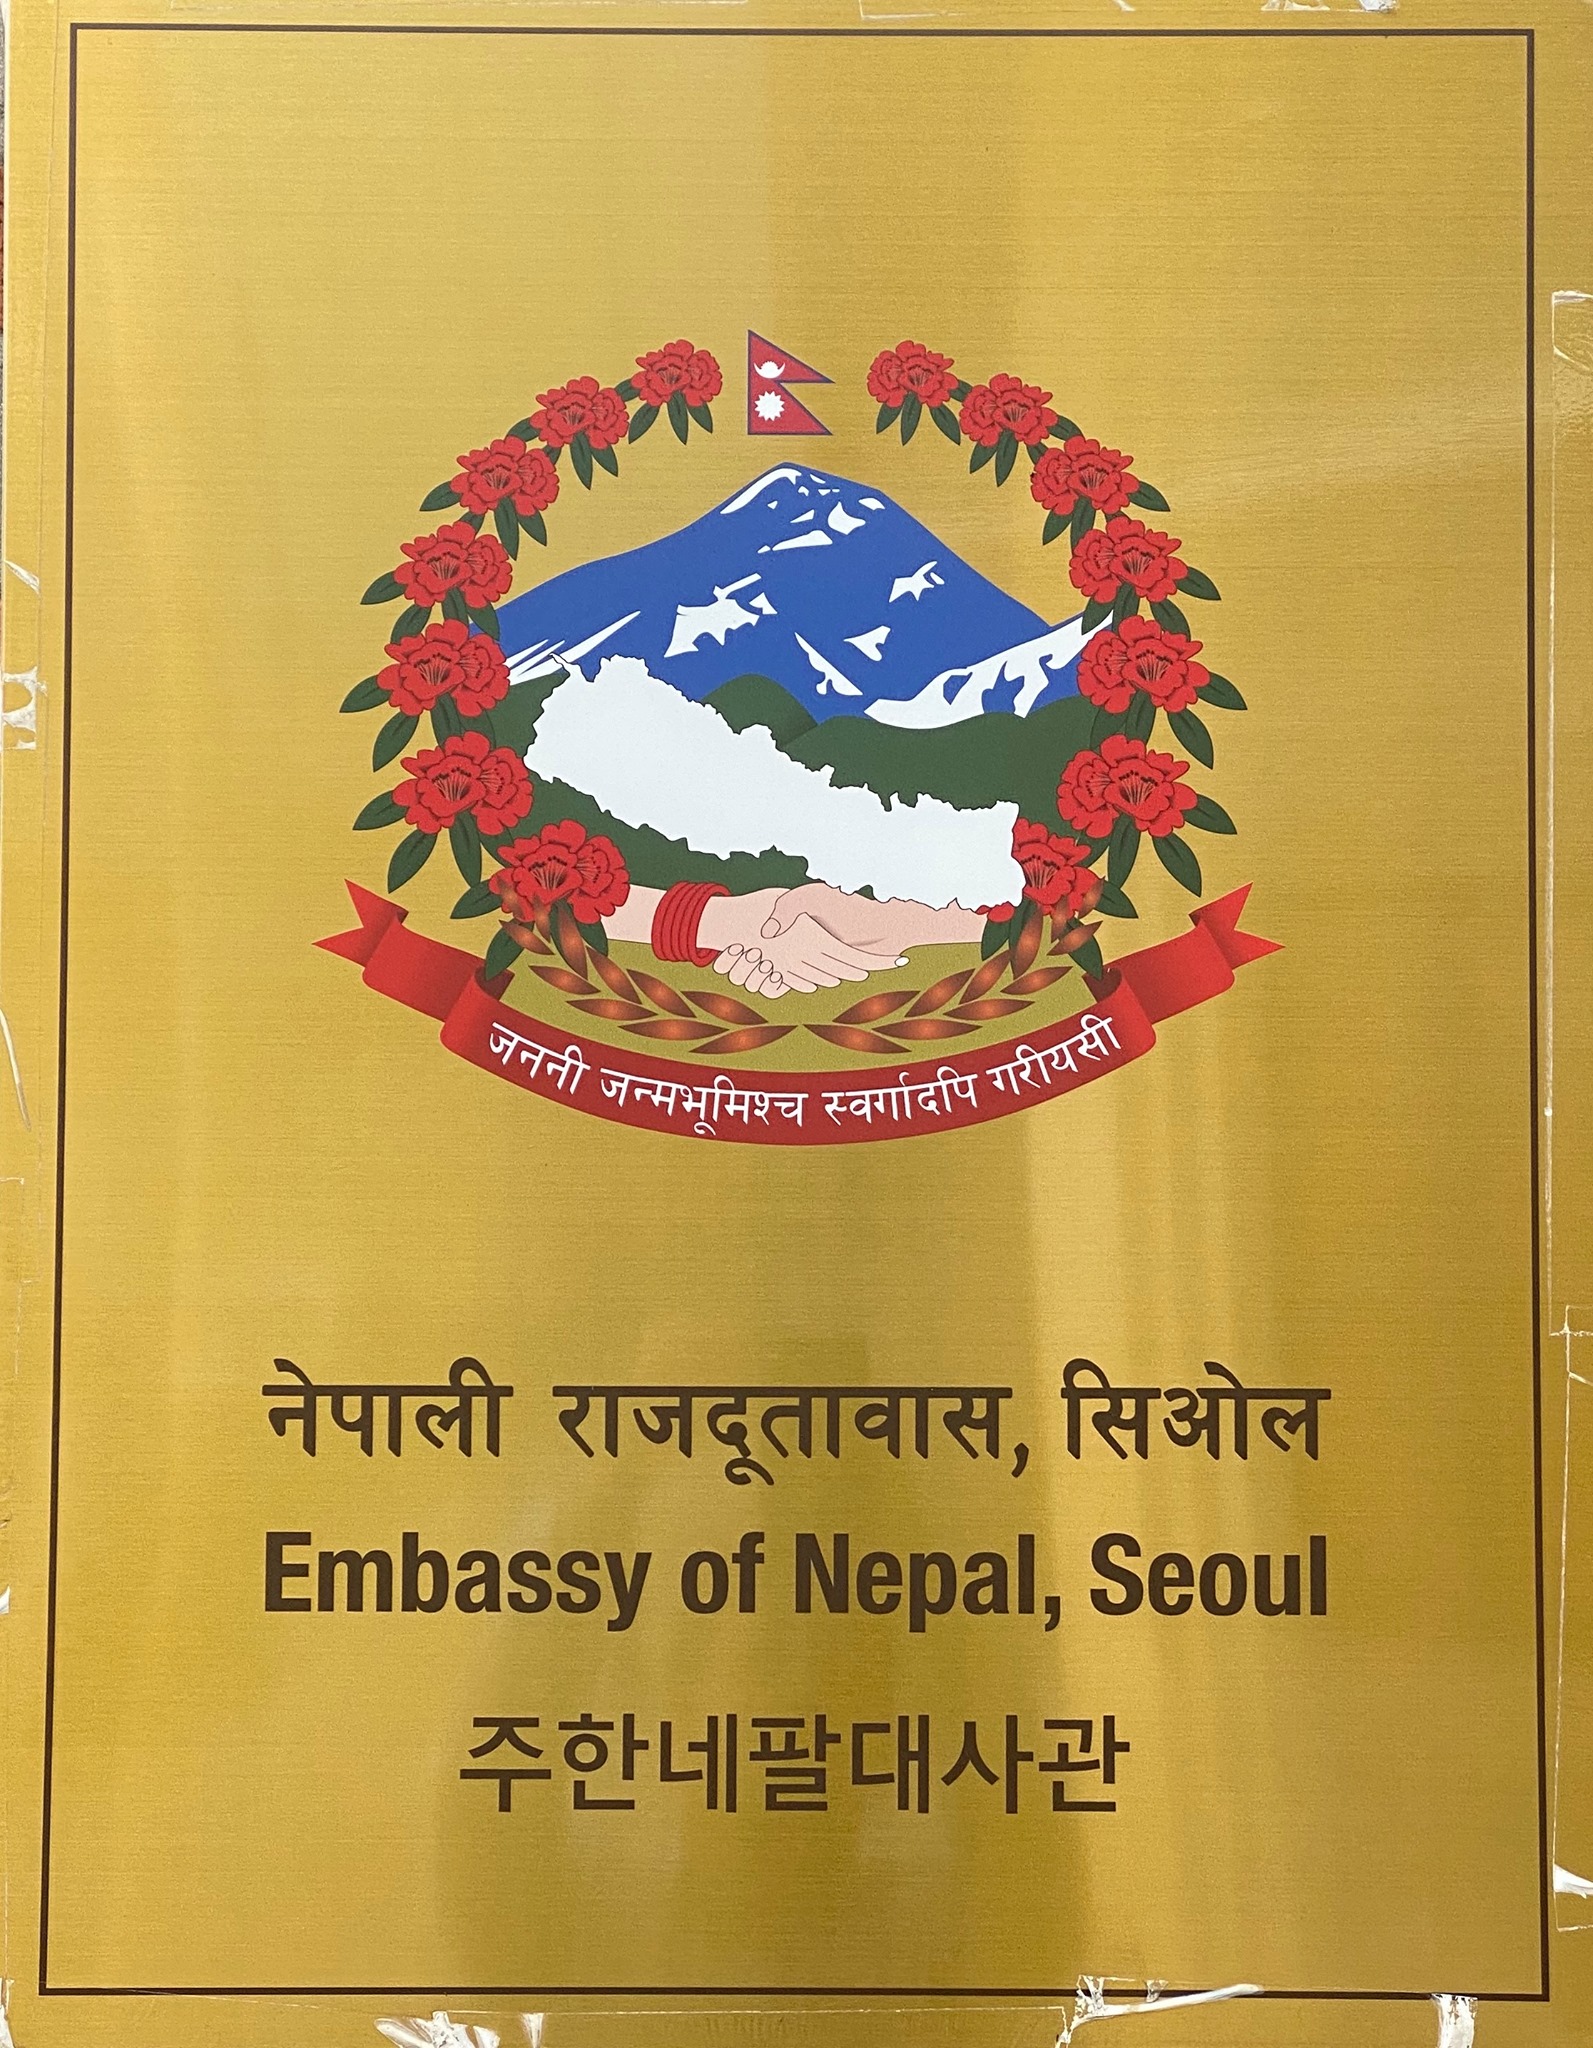 जननी जन्मभूमिश्च स्वर्गादपि गरीयसी
नेपाली राजदूतावास, सिओल
Embassy of Nepal, Seoul
주한네팔대사관